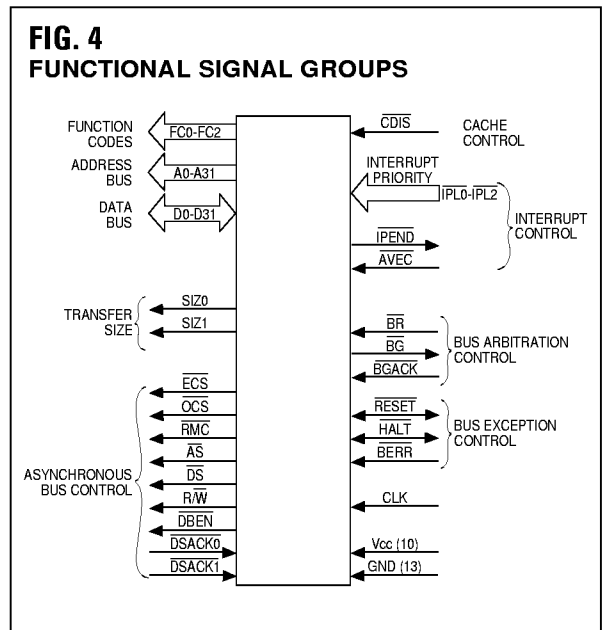 FIG. 4
FUNCTIONAL SIGNAL GROUPS
FUNCTION
CODES
FC0-FC2
ADDRESS
BUS
A0-A31
DATA
BUS
D0-D31
TRANSFER
SIZE
SIZ0
SIZ1
ASYNCHRONOUS
BUS CONTROL
ECS
OCS
RMC
AS
DS
R/W
DBEN
DSACK0
DSACK1
CDIS
CACHE
CONTROL
INTERRUPT
PRIORITY
IPL0-IPL2
IPEND
AVEC
INTERRUPT
CONTROL
BR
BG
BGACK
BUS ARBITRATION
CONTROL
RESET
HALT
BERR
BUS EXCEPTION
CONTROL
CLK
Vcc (10)
GND (13)